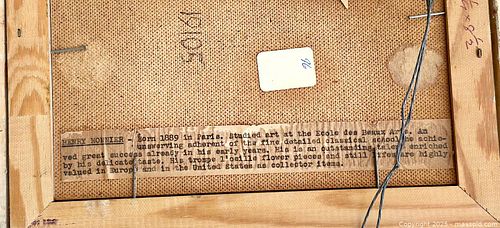 10105
HENRY MONNIER - Born 1889 in Paris. Studied art at the Ecole des Beaux Arts. An
unswerving adherent of the fine detailed classical school he achie-
ved great success already in his early years. His is an outstanding talent enriched
by his delicate taste. His trompe l'oeille flower pieces and still lifes are highly
valued in Europe and in the United States as collector items.
Copyright 2025 - maxsold.com